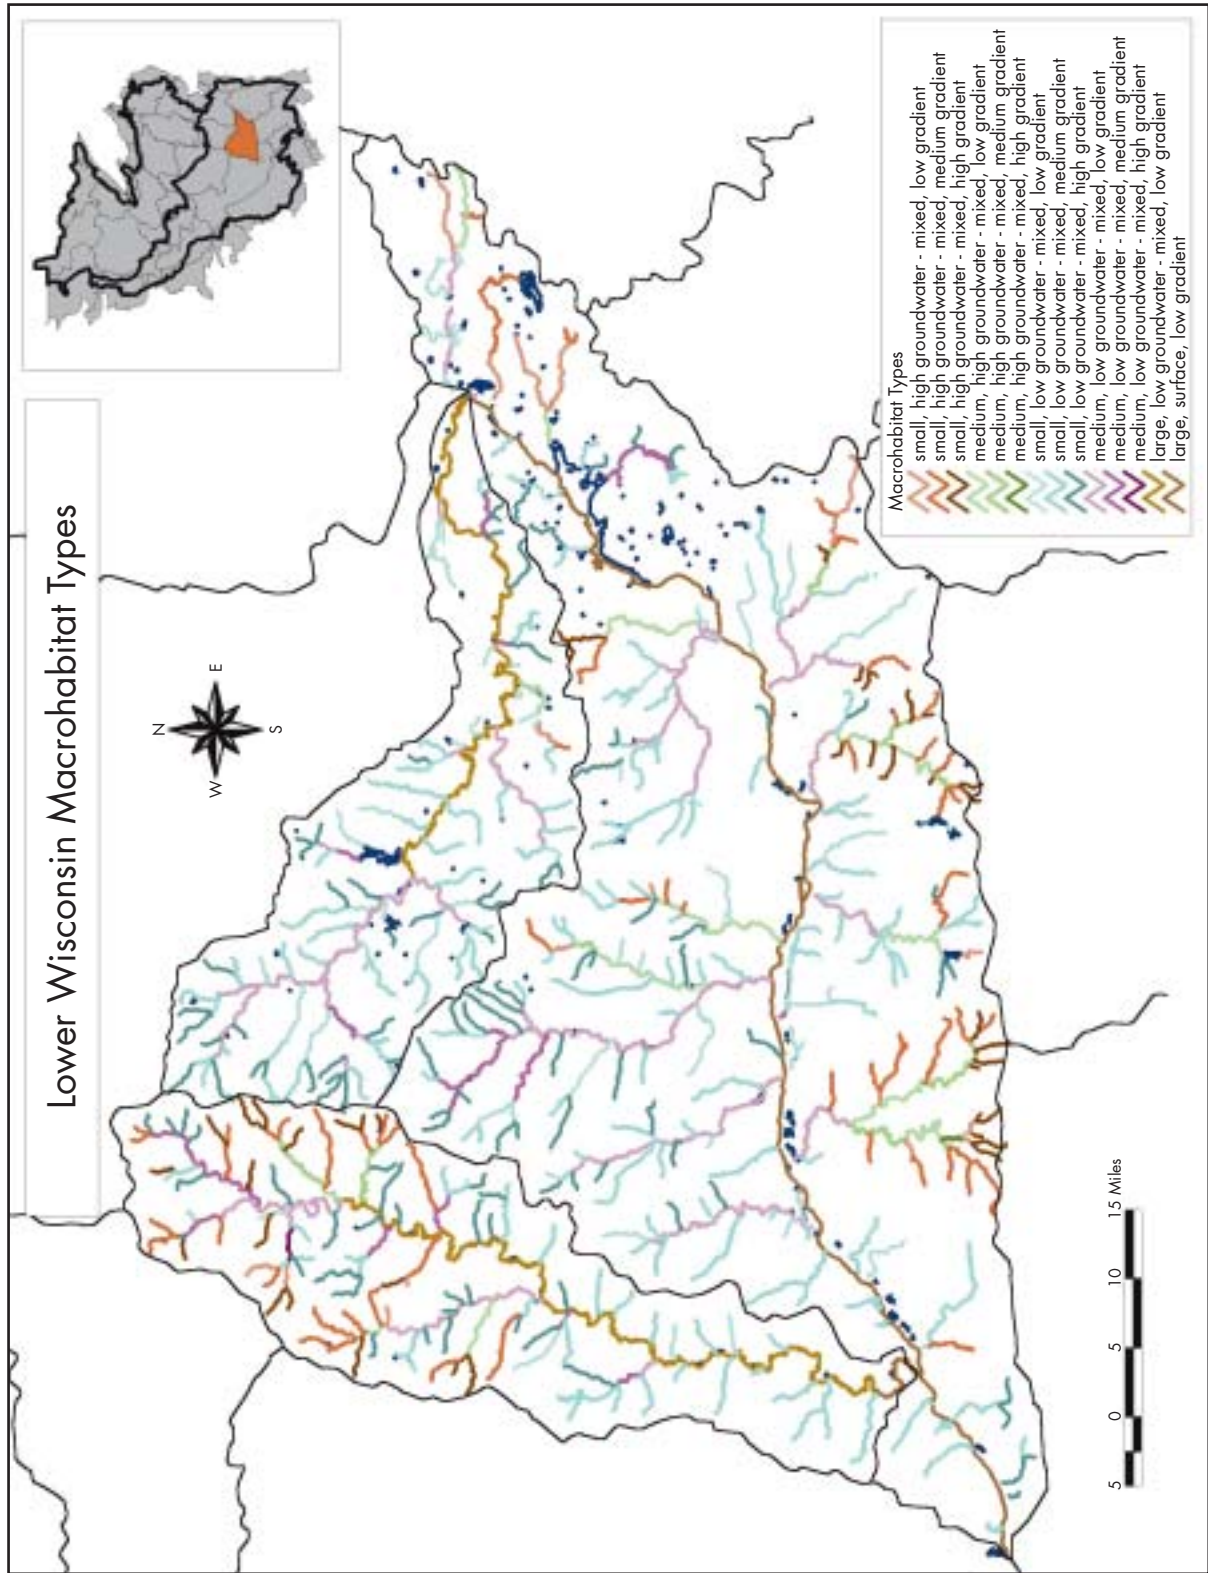 Lower Wisconsin Macrohabitat Types
N
W
E
S
Macrohabitat Types
small, high groundwater - mixed, low gradient
small, high groundwater - mixed, medium gradient
small, high groundwater - mixed, high gradient
medium, high groundwater - mixed, low gradient
medium, high groundwater - mixed, medium gradient
medium, high groundwater - mixed, high gradient
small, low groundwater - mixed, low gradient
small, low groundwater - mixed, medium gradient
small, low groundwater - mixed, high gradient
medium, low groundwater - mixed, low gradient
medium, low groundwater - mixed, medium gradient
medium, low groundwater - mixed, high gradient
large, low groundwater - mixed, low gradient
large, surface, low gradient
5 0 5 10 15 Miles